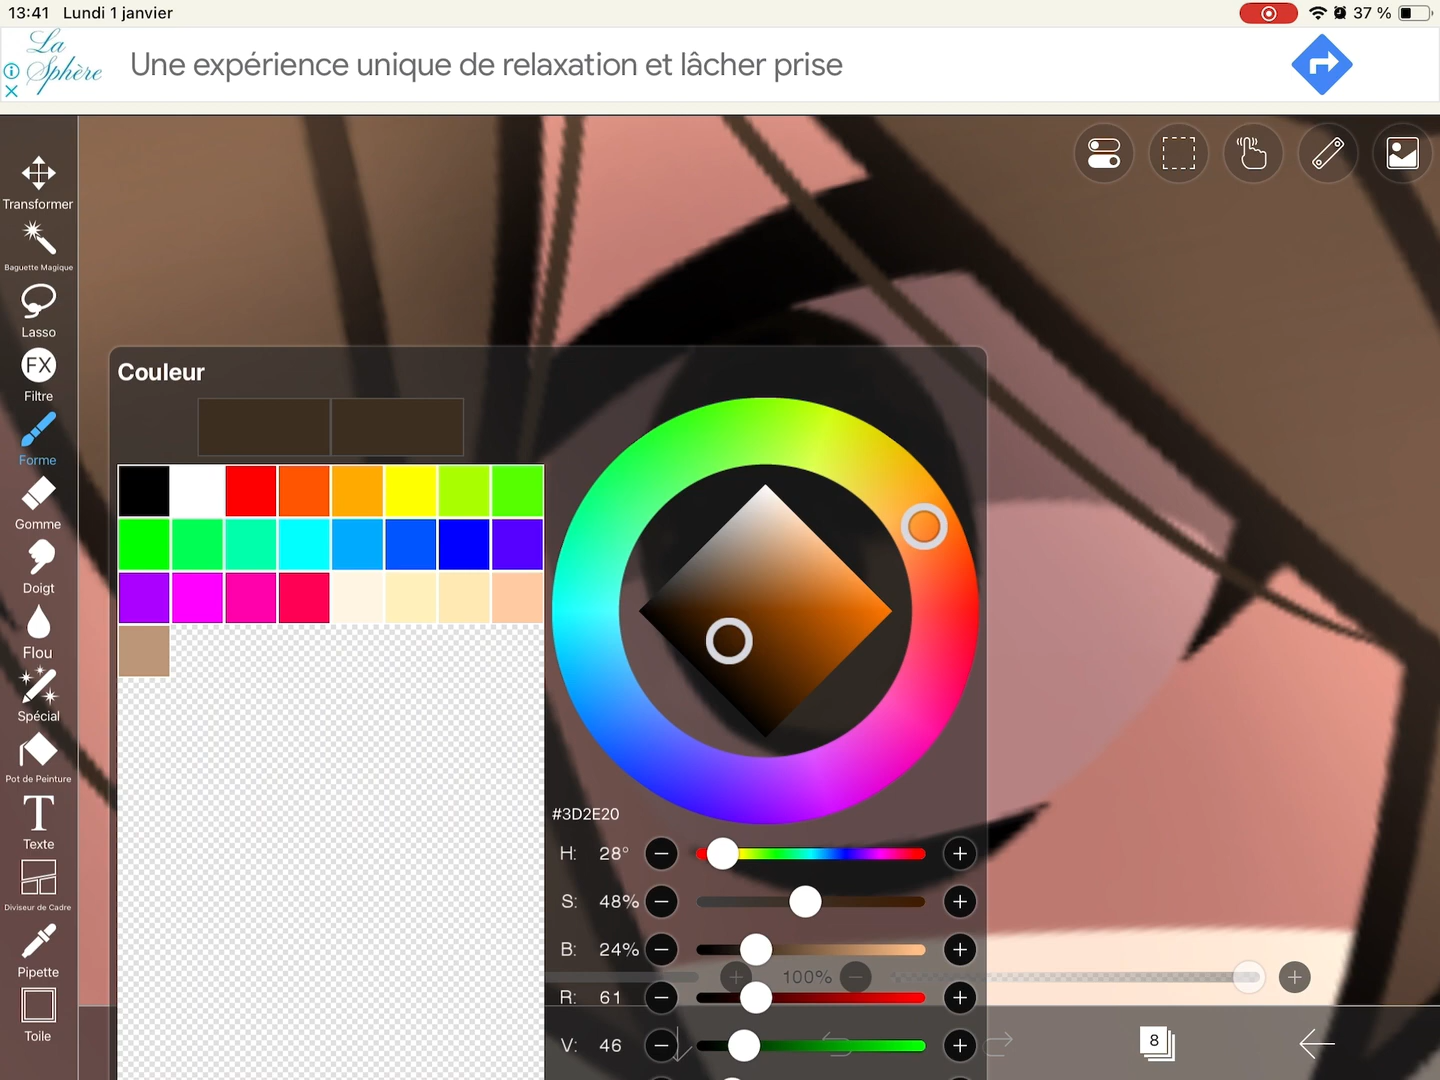 13:41 Lundi 1 janvier
37 %
La Sphère
Une expérience unique de relaxation et lâcher prise
Transformer
Baguette Magique
Lasso
FX
Filtre
Forme
Gomme
Doigt
Flou
Spécial
Pot de Peinture
T
Texte
Diviseur de Cadre
Pipette
Toile
Couleur
#3D2E20
H: 28°
S: 48%
B: 24%
100%
R: 61
V: 46
8